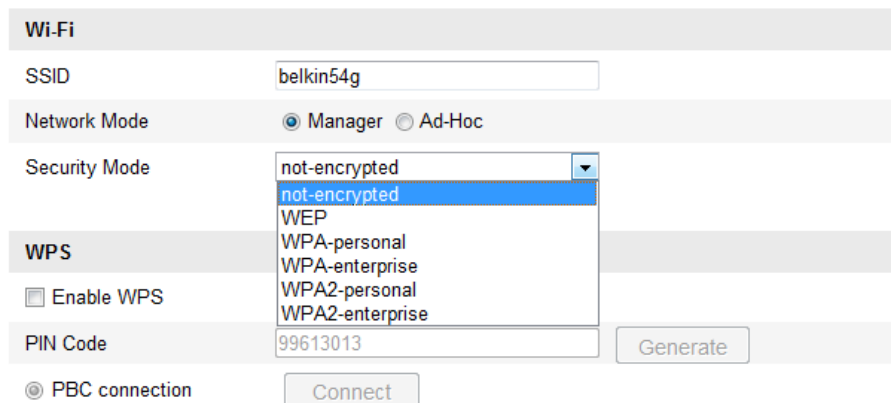 Wi-Fi
SSID belkin54g
Network Mode Manager Ad-Hoc
Security Mode not-encrypted
not-encrypted
WEP
WPA-personal
WPA-enterprise
WPA2-personal
WPA2-enterprise
WPS
Enable WPS
PIN Code 99613013 Generate
PBC connection Connect